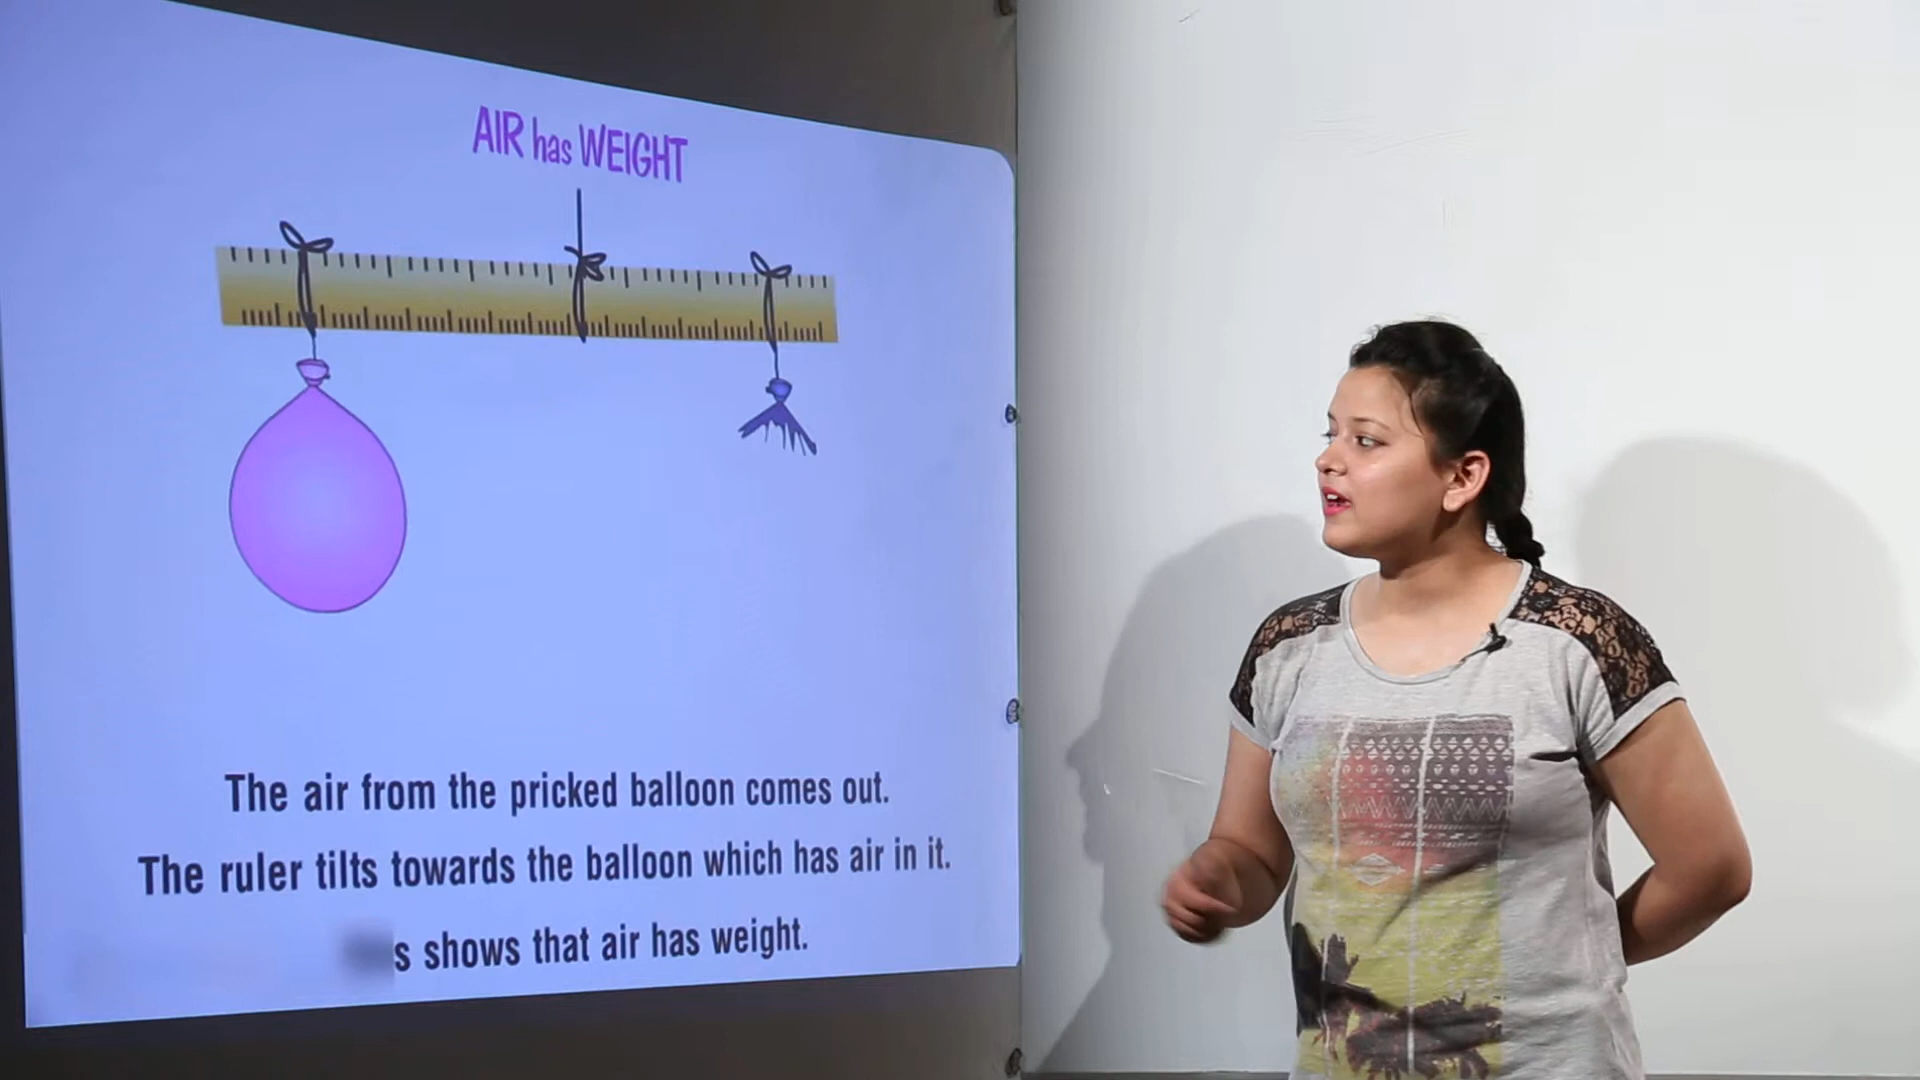 AIR has WEIGHT
The air from the pricked balloon comes out.
The ruler tilts towards the balloon which has air in it.
shows that air has weight.